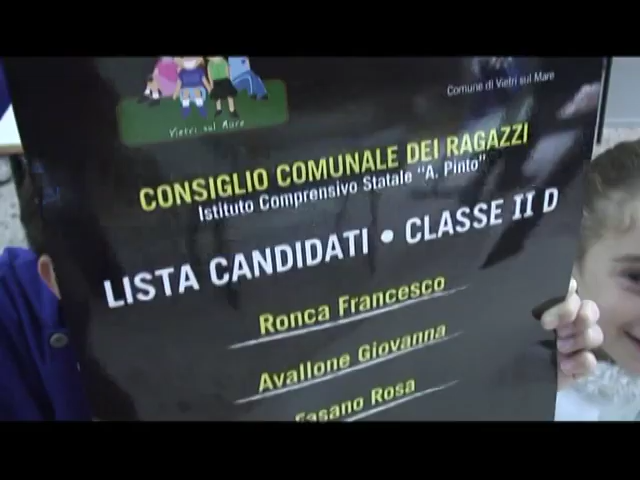 Comune di Vietri sul Mare
Vietri sul Mare
CONSIGLIO COMUNALE DEI RAGAZZI
Istituto Comprensivo Statale "A. Pinto"
LISTA CANDIDATI • CLASSE II D
Ronca Francesco
Avallone Giovanna
Fasano Rosa